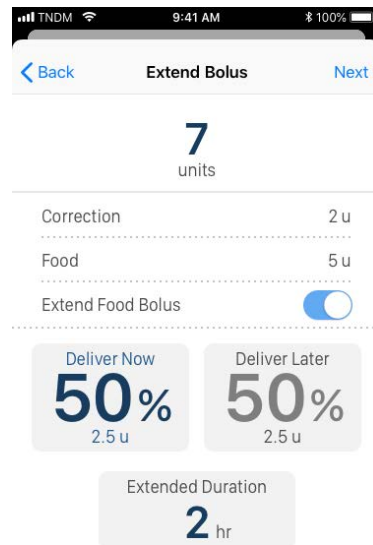 TNDM 9:41 AM 100%
Back Extend Bolus Next
7
units
Correction 2 u
Food 5 u
Extend Food Bolus
Deliver Now Deliver Later
50% 50%
2.5 u 2.5 u
Extended Duration
2 hr